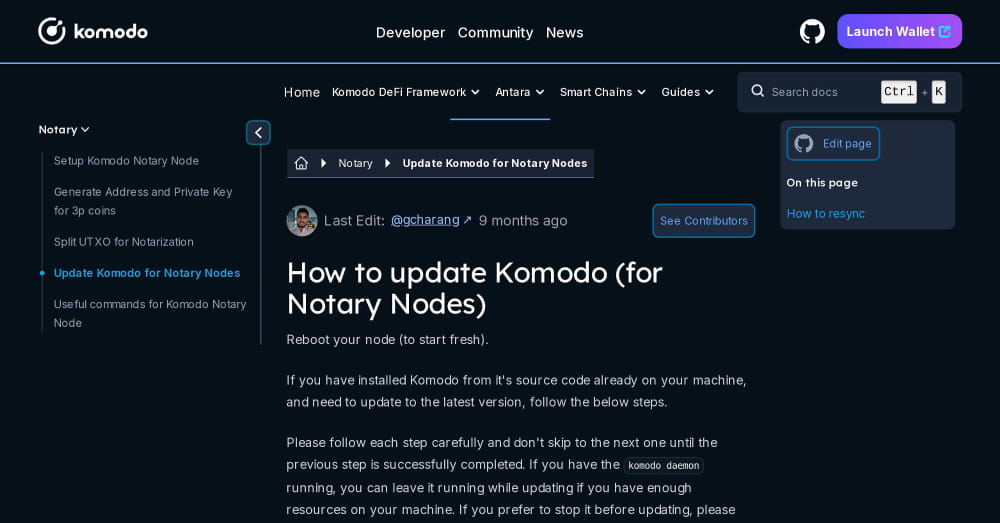 komodo
Developer Community News
Launch Wallet
Home Komodo DeFi Framework Antara Smart Chains Guides
Search docs Ctrl + K
Notary
Setup Komodo Notary Node
Generate Address and Private Key
for 3p coins
Split UTXO for Notarization
Update Komodo for Notary Nodes
Useful commands for Komodo Notary
Node
Notary Update Komodo for Notary Nodes
Last Edit: @gcharang ↗ 9 months ago
See Contributors
How to update Komodo (for
Notary Nodes)
Reboot your node (to start fresh).
If you have installed Komodo from it's source code already on your machine,
and need to update to the latest version, follow the below steps.
Please follow each step carefully and don't skip to the next one until the
previous step is successfully completed. If you have the komodo daemon
running, you can leave it running while updating if you have enough
resources on your machine. If you prefer to stop it before updating, please
Edit page
On this page
How to resync